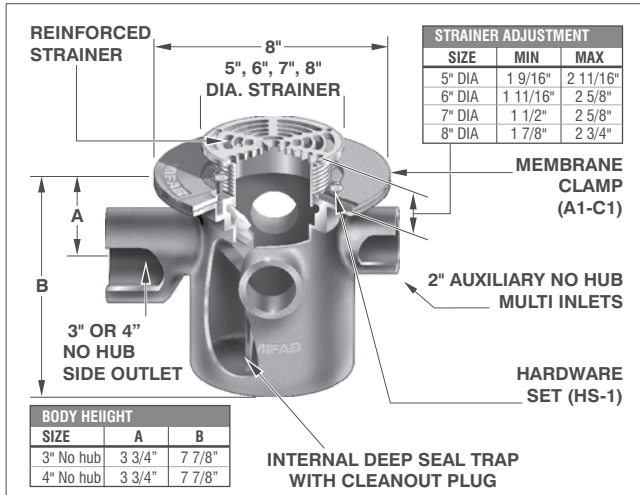 REINFORCED
STRAINER
8"
5", 6", 7", 8"
DIA. STRAINER
STRAINER ADJUSTMENT
SIZE MIN MAX
5" DIA 1 9/16" 2 11/16"
6" DIA 1 11/16" 2 5/8"
7" DIA 1 1/2" 2 5/8"
8" DIA 1 7/8" 2 3/4"
MEMBRANE
CLAMP
(A1-C1)
MIFAB
A
B
2" AUXILIARY NO HUB
MULTI INLETS
3" OR 4”
NO HUB
SIDE OUTLET
MIFAB
HARDWARE
SET (HS-1)
BODY HEIIGHT
SIZE A B
3" No hub 3 3/4” 7 7/8”
4" No hub 3 3/4” 7 7/8”
INTERNAL DEEP SEAL TRAP
WITH CLEANOUT PLUG